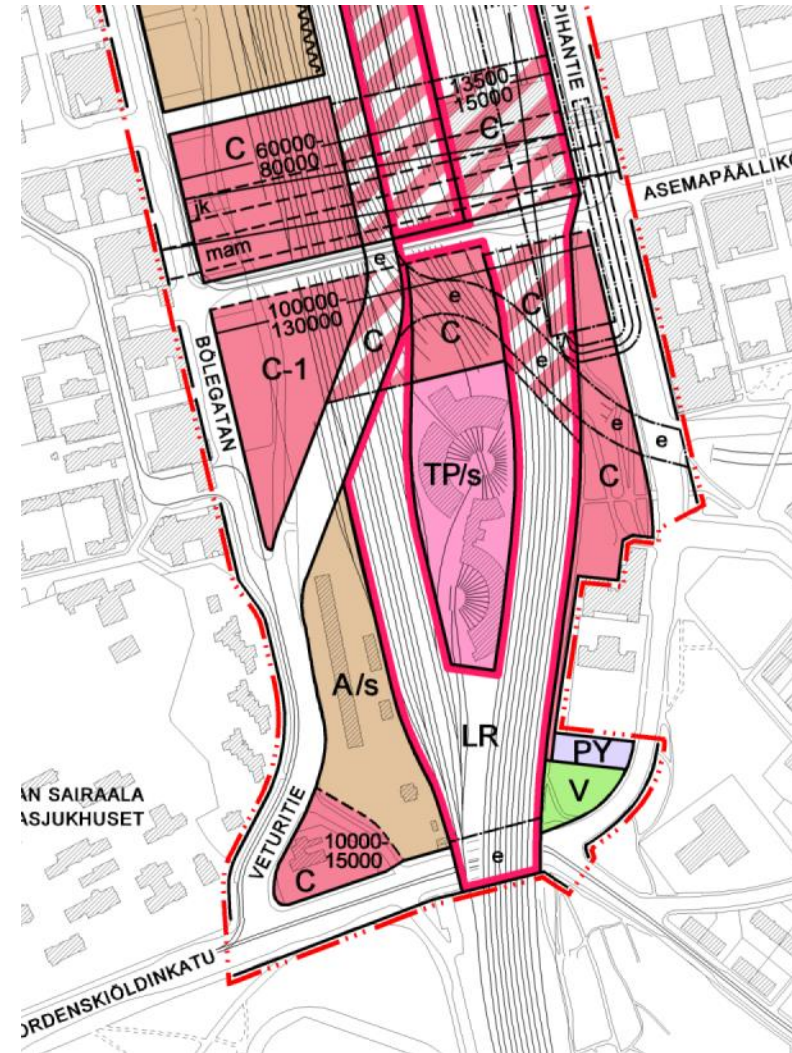 PIHANTIE
13500-
15000
C
C
60000-
80000
jk
mam
ASEMAPÄÄLLIKÖ
e
e
100000-
130000
C
C
C
C-1
BÖLEGATAN
e
e
e
TP/s
C
A/s
LR
PY
V
AN SAIRAALA
ASJUKHUSET
VETURITIE
10000-
15000
C
e
ORDENSKIÖLDINKATU